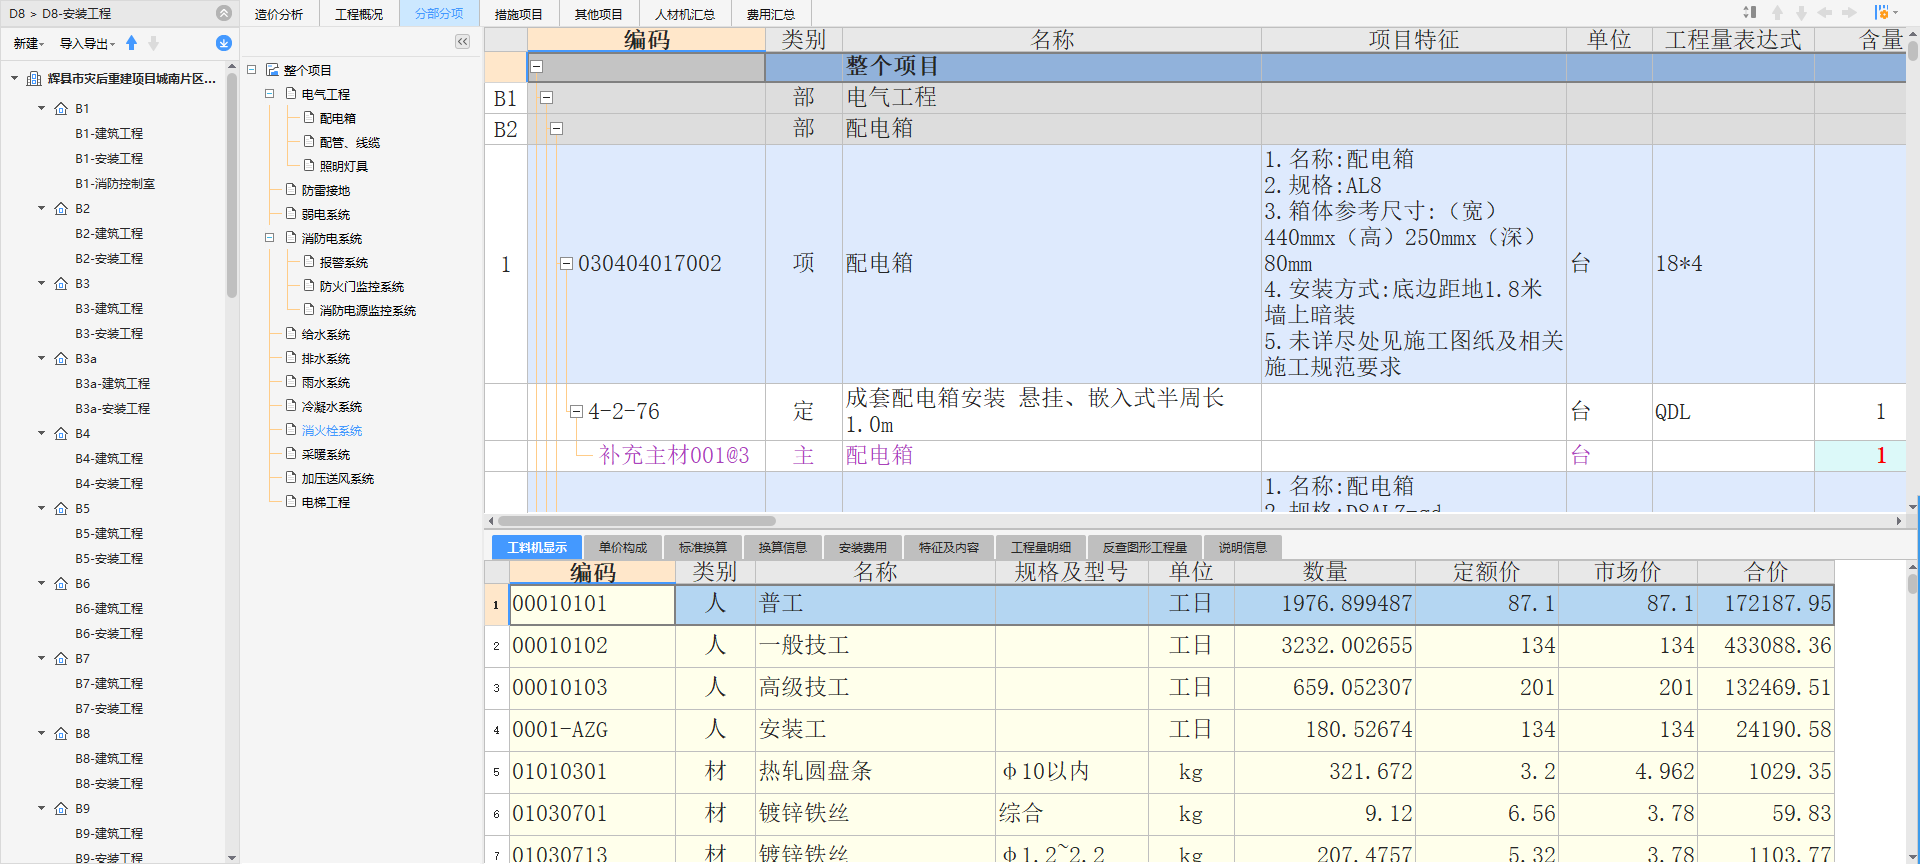 D8 > D8-安装工程
新建 导入导出
辉县市灾后重建项目城南片区...
B1
B1-建筑工程
B1-安装工程
B1-消防控制室
B2
B2-建筑工程
B2-安装工程
B3
B3-建筑工程
B3-安装工程
B3a
B3a-建筑工程
B3a-安装工程
B4
B4-建筑工程
B4-安装工程
B5
B5-建筑工程
B5-安装工程
B6
B6-建筑工程
B6-安装工程
B7
B7-建筑工程
B7-安装工程
B8
B8-建筑工程
B8-安装工程
B9
B9-建筑工程
B9-安装工程
造价分析 工程概况 分部分项 措施项目 其他项目 人材机汇总 费用汇总
整个项目
电气工程
配电箱
配管、线缆
照明灯具
防雷接地
弱电系统
消防电系统
报警系统
防火门监控系统
消防电源监控系统
给水系统
排水系统
雨水系统
冷凝水系统
消火栓系统
采暖系统
加压送风系统
电梯工程
编码 类别 名称 项目特征 单位 工程量表达式 含量
整个项目
B1 部 电气工程
B2 部 配电箱
1 030404017002 项 配电箱
1.名称:配电箱
2.规格:AL8
3.箱体参考尺寸:（宽）
440mmx（高）250mmx（深）
80mm
4.安装方式:底边距地1.8米
墙上暗装
5.未详尽处见施工图纸及相关
施工规范要求
台 18*4
4-2-76 定 成套配电箱安装 悬挂、嵌入式半周长
1.0m
台 QDL 1
补充主材001@3 主 配电箱 台 1
1.名称:配电箱
2.规格:D8ALZ-gd
工料机显示 单价构成 标准换算 换算信息 安装费用 特征及内容 工程量明细 反查图形工程量 说明信息
编码 类别 名称 规格及型号 单位 数量 定额价 市场价 合价
1 00010101 人 普工 工日 1976.899487 87.1 87.1 172187.95
2 00010102 人 一般技工 工日 3232.002655 134 134 433088.36
3 00010103 人 高级技工 工日 659.052307 201 201 132469.51
4 0001-AZG 人 安装工 工日 180.52674 134 134 24190.58
5 01010301 材 热轧圆盘条 φ10以内 kg 321.672 3.2 4.962 1029.35
6 01030701 材 镀锌铁丝 综合 kg 9.12 6.56 3.78 59.83
7 01030713 材 镀锌铁丝 φ1.2~2.2 kg 207.4757 5.32 3.78 1103.77